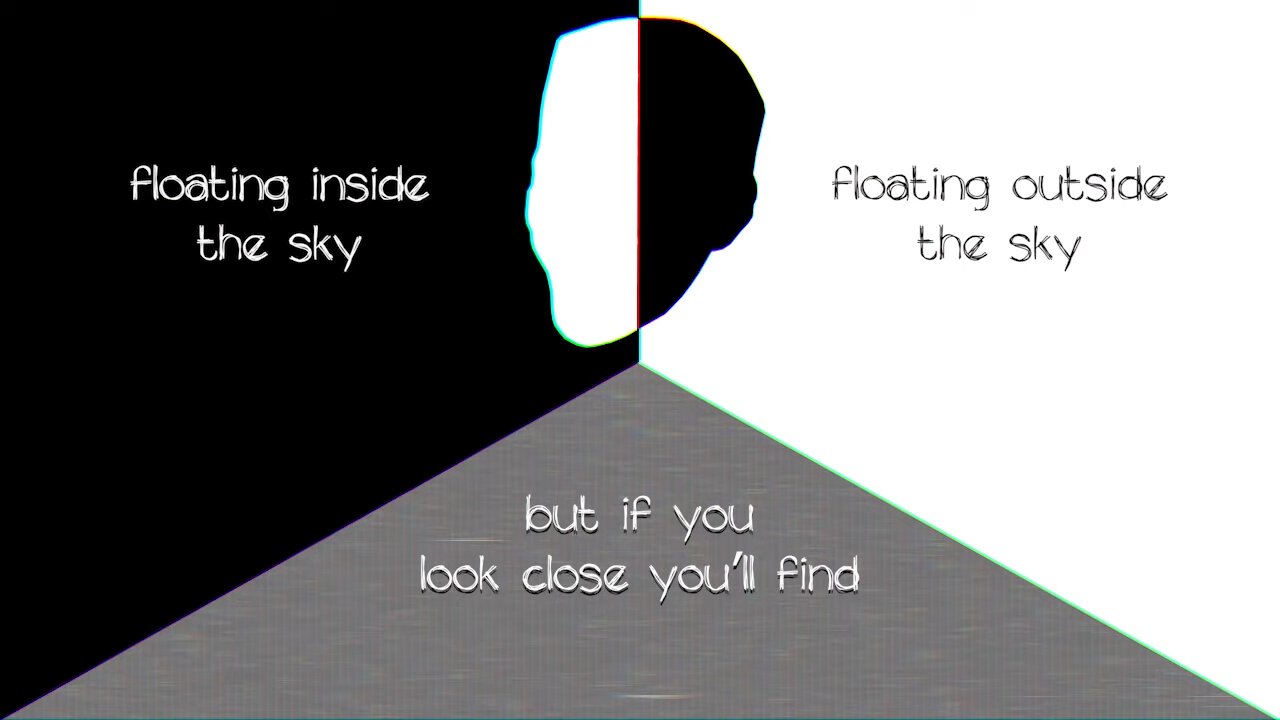 floating inside
the sky
floating outside
the sky
but if you
look close you'll find